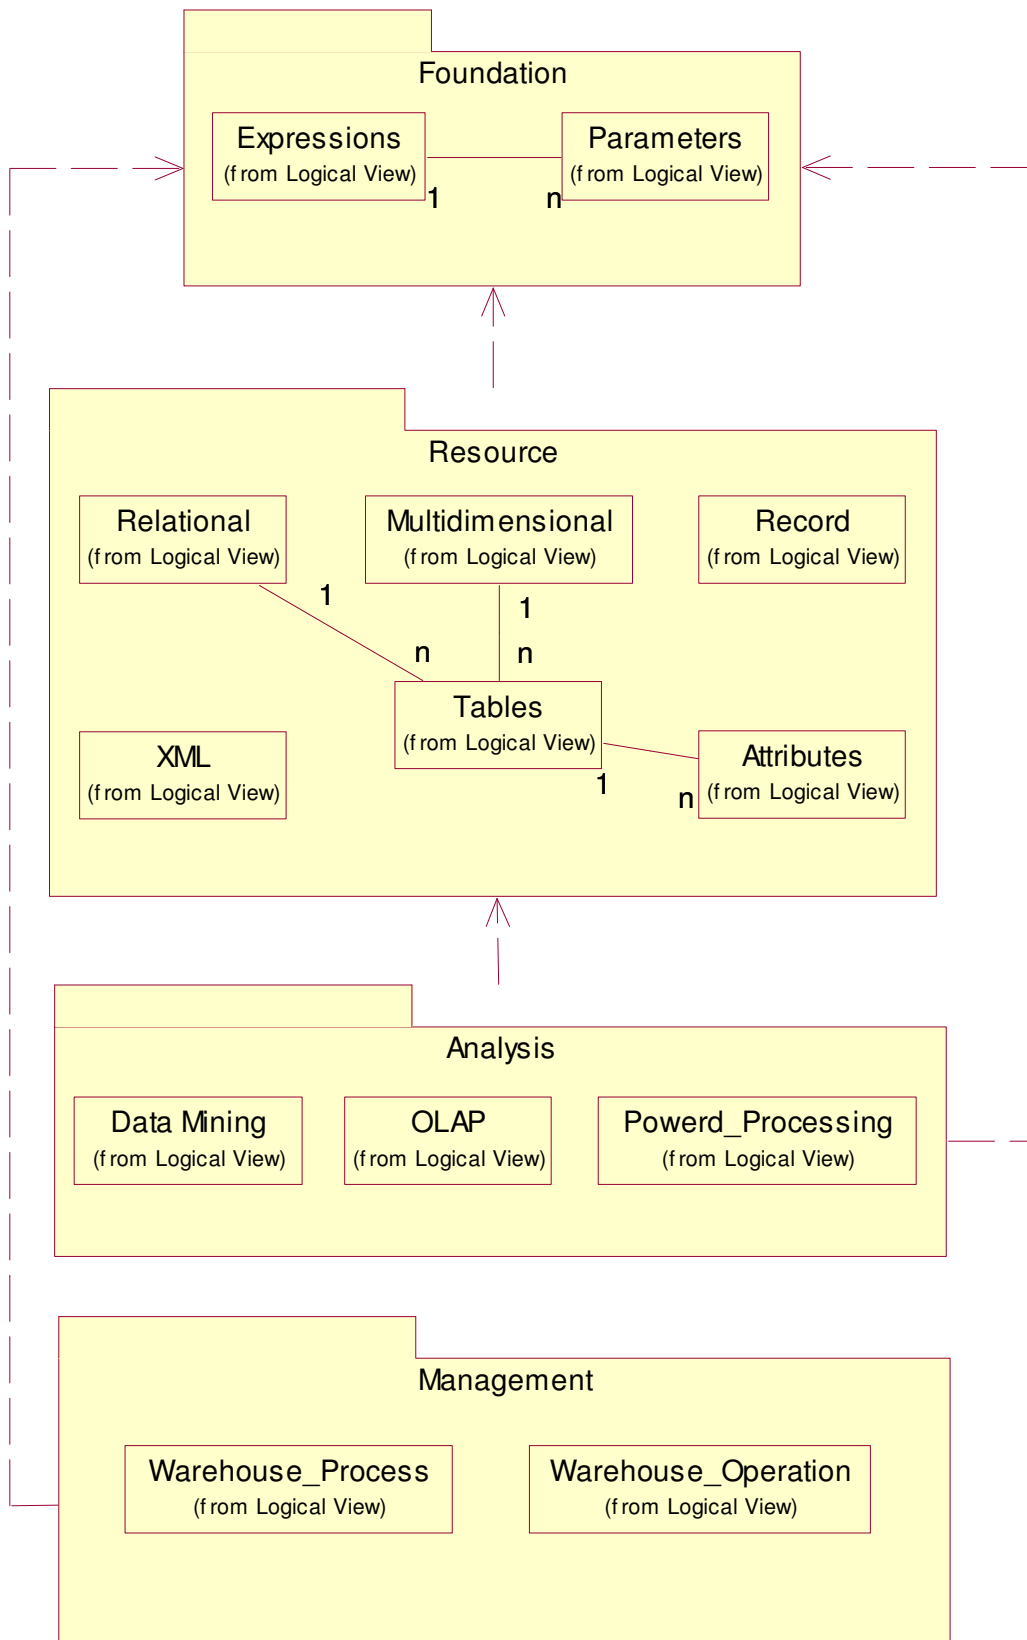 Foundation
Expressions
(from Logical View)
Parameters
(from Logical View)
1
n
Resource
Relational
(from Logical View)
Multidimensional
(from Logical View)
Record
(from Logical View)
1
1
n
n
Tables
(from Logical View)
XML
(from Logical View)
Attributes
(from Logical View)
1
n
Analysis
Data Mining
(from Logical View)
OLAP
(from Logical View)
Powerd_Processing
(from Logical View)
Management
Warehouse_Process
(from Logical View)
Warehouse_Operation
(from Logical View)